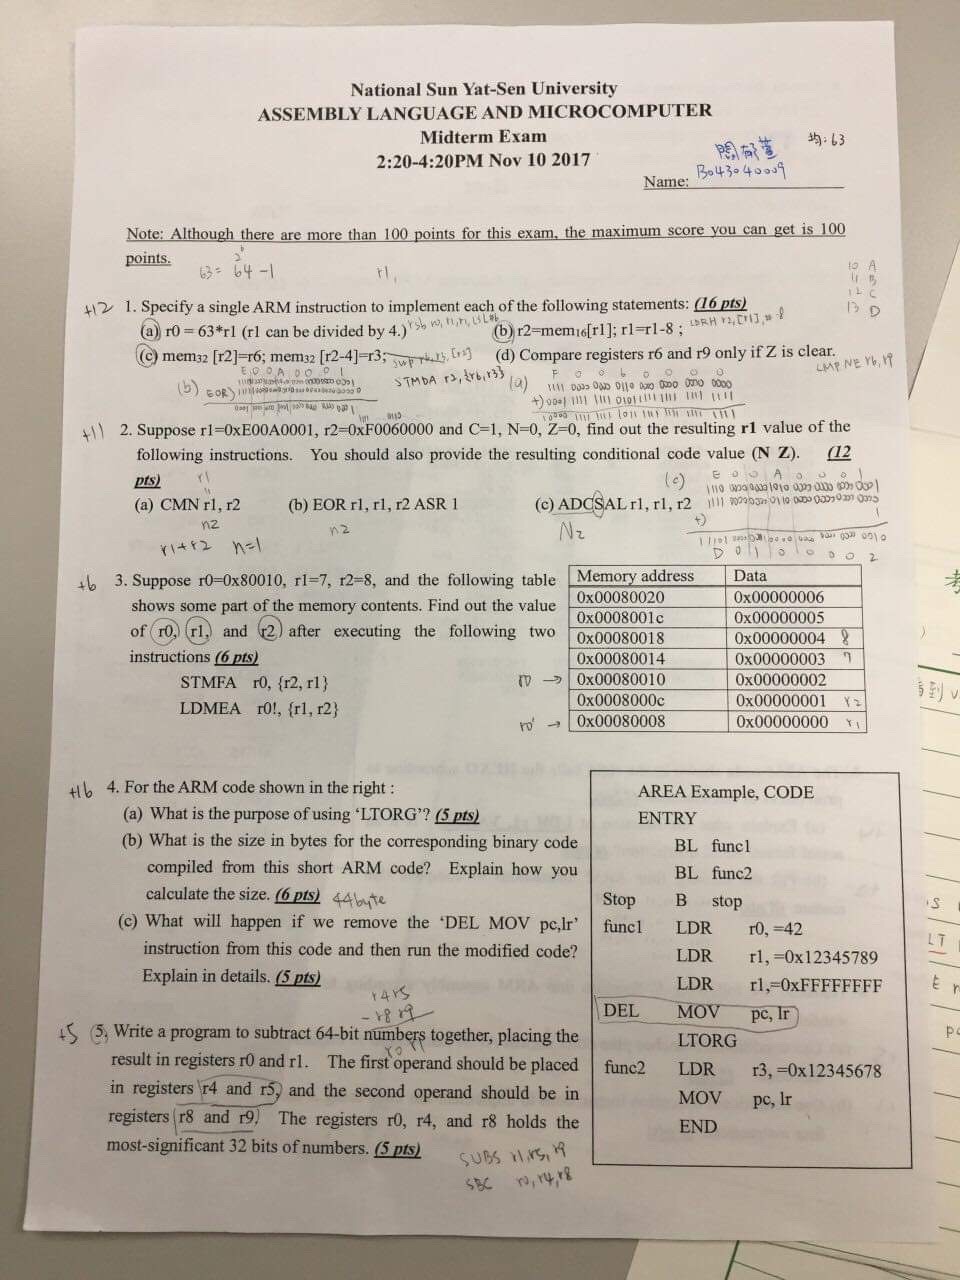 National Sun Yat-Sen University
ASSEMBLY LANGUAGE AND MICROCOMPUTER
Midterm Exam
2:20-4:20PM Nov 10 2017
均:63
Name: B043040009
Note: Although there are more than 100 points for this exam, the maximum score you can get is 100
points.
63 = 64 -1
r1,
10 A
11 B
12 C
13 D
+12 1. Specify a single ARM instruction to implement each of the following statements: (16 pts)
(a) r0 = 63*r1 (r1 can be divided by 4.) rsb r0, r1, r1, LSL#6 (b) r2=mem16[r1]; r1=r1-8 ; LDRH r2,[r1],#-8
(c) mem32 [r2]=r6; mem32 [r2-4]=r3; (d) Compare registers r6 and r9 only if Z is clear.
STMDA r2,{r6,r3} CMPNE r6, r9
(b) E 0 0 A 0 0 0 1
EOR)
(a) F 0 0 6 0 0 0 0
1111 0000 0000 0110 0000 0000 0000 0000
+11 2. Suppose r1=0xE00A0001, r2=0xF0060000 and C=1, N=0, Z=0, find out the resulting r1 value of the
following instructions. You should also provide the resulting conditional code value (N Z). (12
pts)
(c) E 0 0 A 0 0 0 1
(a) CMN r1, r2 (b) EOR r1, r1, r2 ASR 1 (c) ADCSAL r1, r1, r2
nz
nz
Nz
r1+r2 n=1
D 0 1 0 0 0 0 2
+6 3. Suppose r0=0x80010, r1=7, r2=8, and the following table
shows some part of the memory contents. Find out the value
of r0, r1, and r2 after executing the following two
instructions (6 pts)
STMFA r0, {r2, r1}
LDMEA r0!, {r1, r2}
Memory address Data
0x00080020 0x00000006
0x0008001c 0x00000005
0x00080018 0x00000004 8
0x00080014 0x00000003 7
r0 → 0x00080010 0x00000002
0x0008000c 0x00000001 r2
r0' → 0x00080008 0x00000000 r1
+16 4. For the ARM code shown in the right :
(a) What is the purpose of using ‘LTORG’? (5 pts)
(b) What is the size in bytes for the corresponding binary code
compiled from this short ARM code? Explain how you
calculate the size. (6 pts) 44byte
(c) What will happen if we remove the ‘DEL MOV pc,lr’
instruction from this code and then run the modified code?
Explain in details. (5 pts)
r4r5
-r8 r9
r0 r1
+5 5. Write a program to subtract 64-bit numbers together, placing the
result in registers r0 and r1. The first operand should be placed
in registers r4 and r5, and the second operand should be in
registers r8 and r9. The registers r0, r4, and r8 holds the
most-significant 32 bits of numbers. (5 pts)
SUBS r1,r5, r9
SBC r0, r4, r8
AREA Example, CODE
ENTRY
BL func1
BL func2
Stop B stop
func1 LDR r0, =42
LDR r1, =0x12345789
LDR r1,=0xFFFFFFFF
DEL MOV pc, lr
LTORG
func2 LDR r3, =0x12345678
MOV pc, lr
END